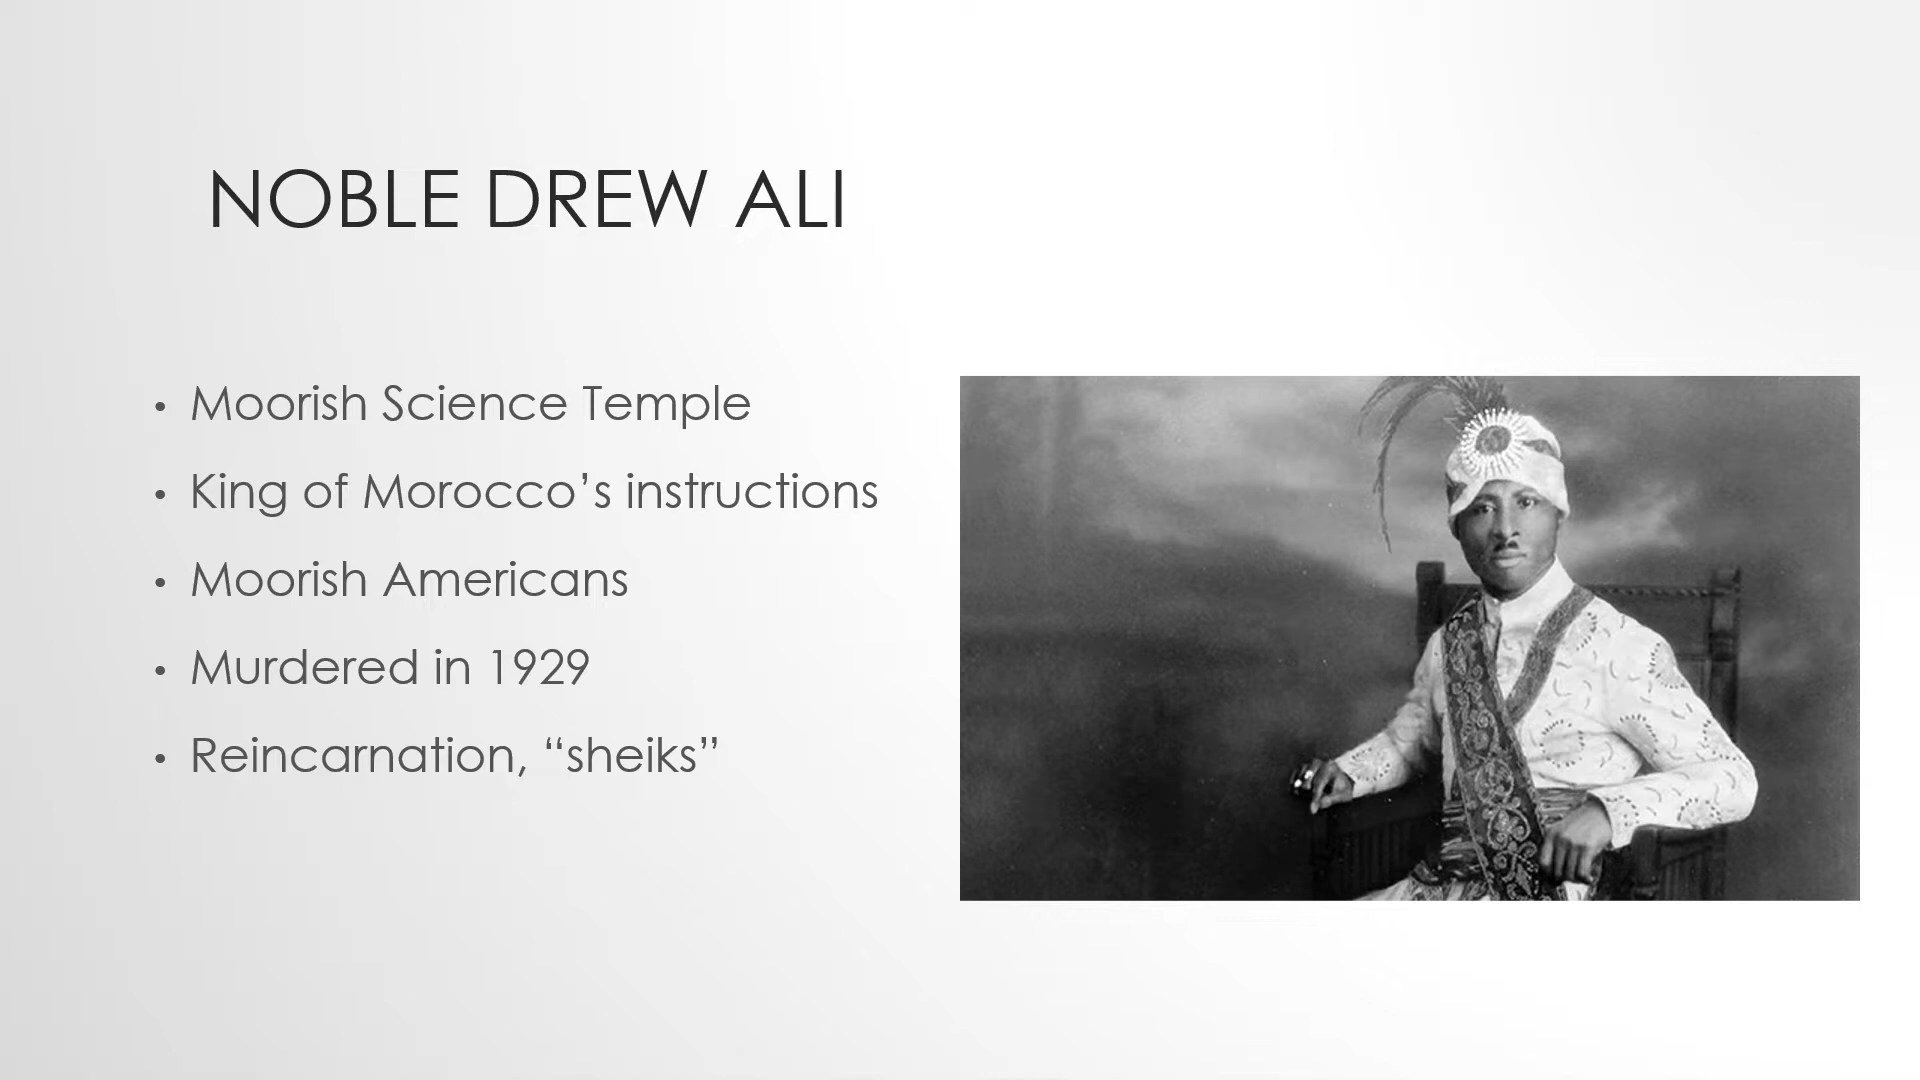 NOBLE DREW ALI
• Moorish Science Temple
• King of Morocco’s instructions
• Moorish Americans
• Murdered in 1929
• Reincarnation, “sheiks”